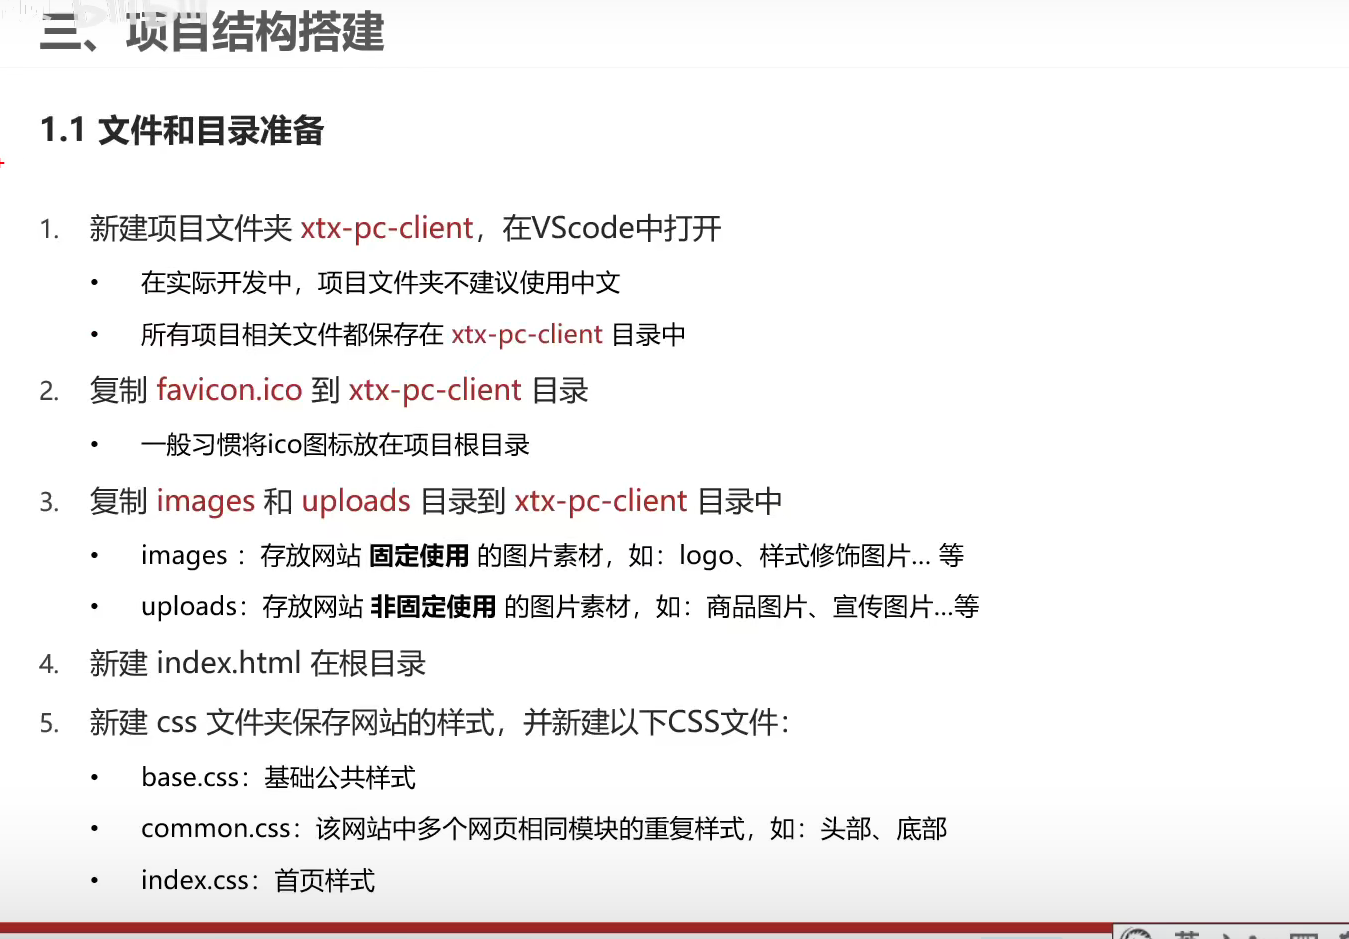 三、项目结构搭建
1.1 文件和目录准备
1. 新建项目文件夹 xtx-pc-client，在VScode中打开
• 在实际开发中，项目文件夹不建议使用中文
• 所有项目相关文件都保存在 xtx-pc-client 目录中
2. 复制 favicon.ico 到 xtx-pc-client 目录
• 一般习惯将ico图标放在项目根目录
3. 复制 images 和 uploads 目录到 xtx-pc-client 目录中
• images ：存放网站 固定使用 的图片素材，如：logo、样式修饰图片... 等
• uploads：存放网站 非固定使用 的图片素材，如：商品图片、宣传图片...等
4. 新建 index.html 在根目录
5. 新建 css 文件夹保存网站的样式，并新建以下CSS文件：
• base.css：基础公共样式
• common.css：该网站中多个网页相同模块的重复样式，如：头部、底部
• index.css：首页样式